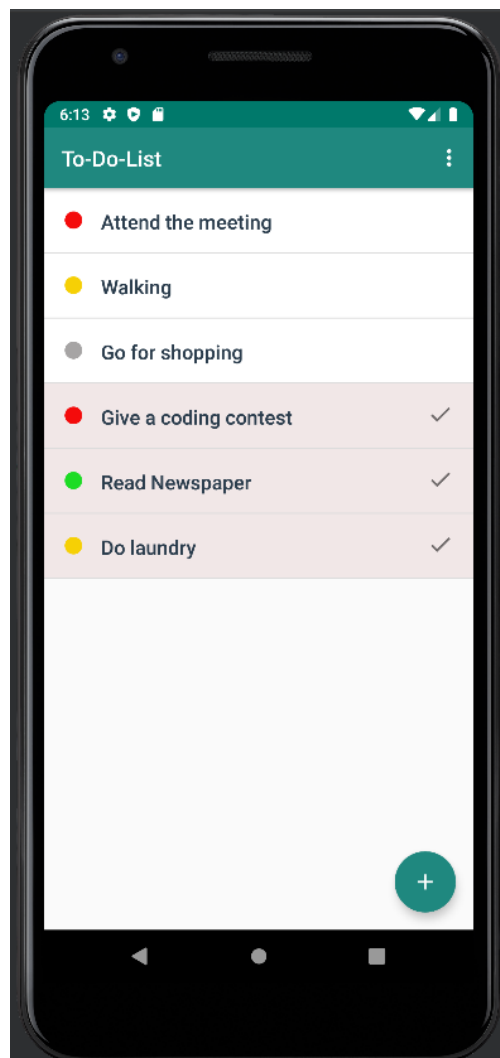 6:13
To-Do-List
Attend the meeting
Walking
Go for shopping
Give a coding contest
Read Newspaper
Do laundry
+